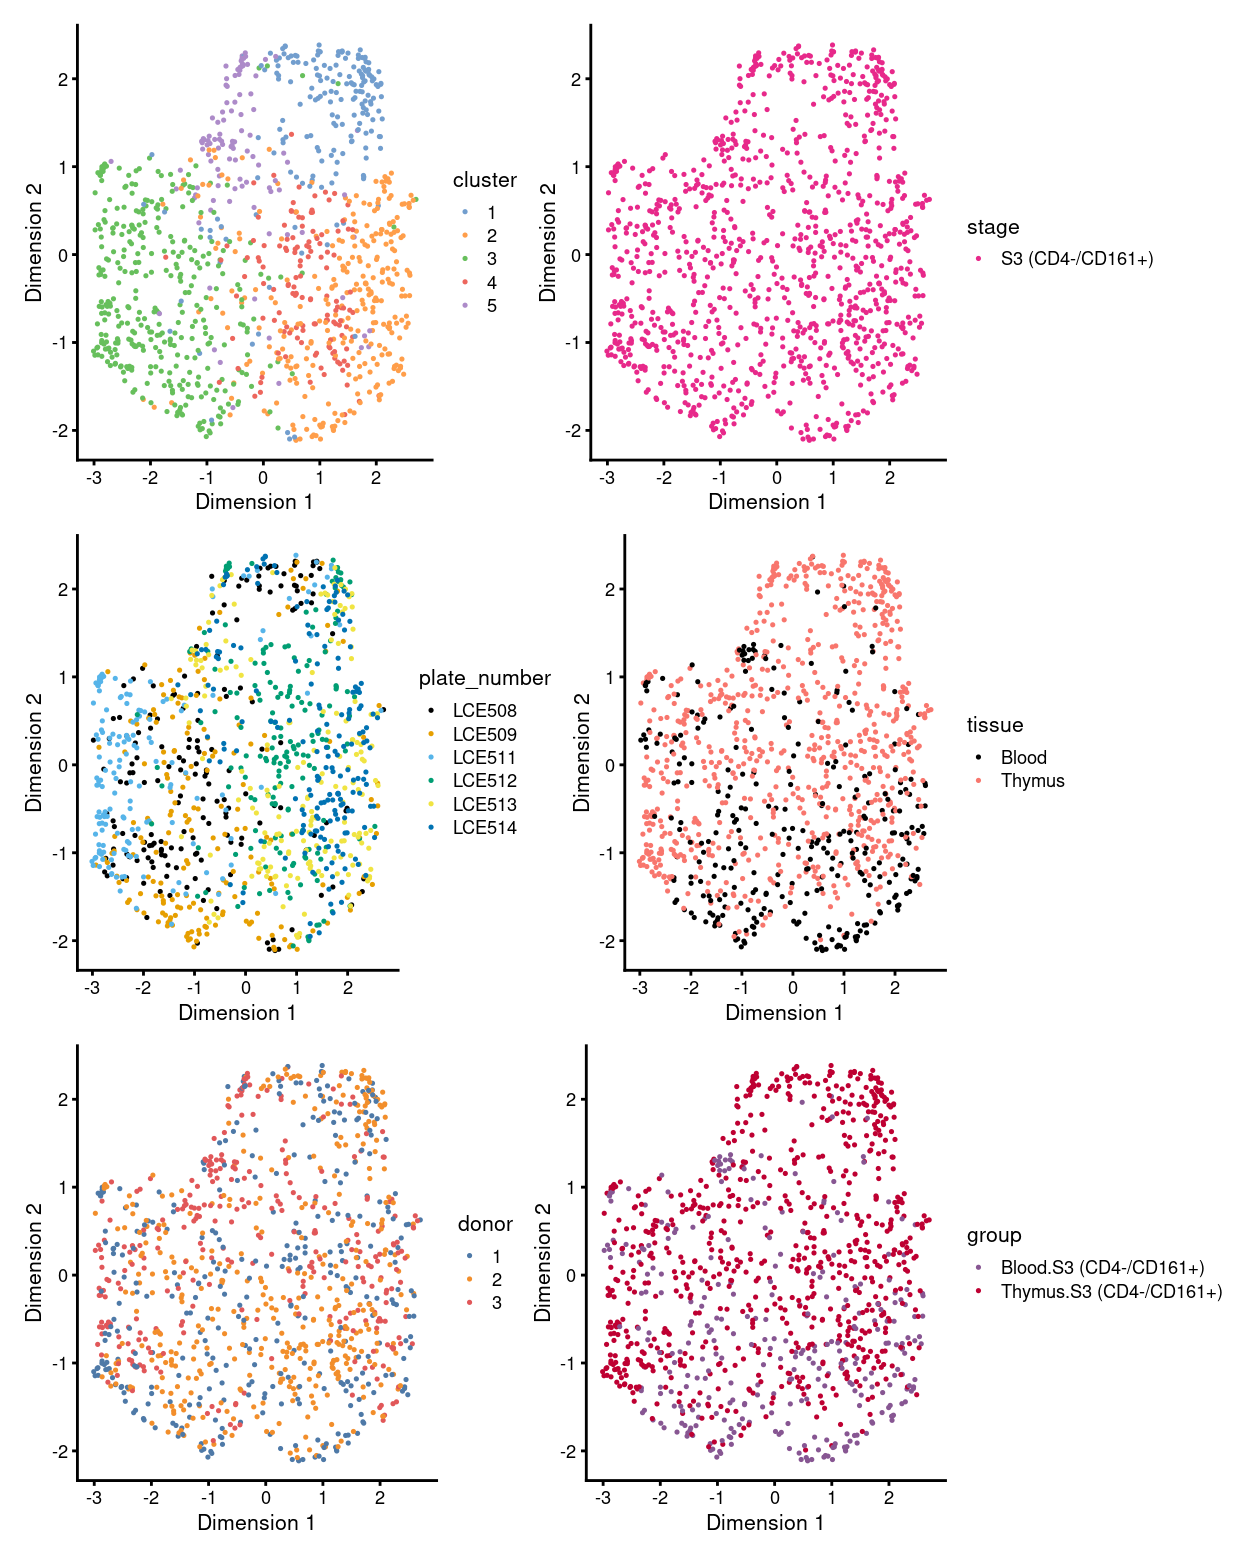 2
1
0
-1
-2
Dimension 2
-3 -2 -1 0 1 2
Dimension 1
cluster
1
2
3
4
5
2
1
0
-1
-2
Dimension 2
-3 -2 -1 0 1 2
Dimension 1
stage
S3 (CD4-/CD161+)
2
1
0
-1
-2
Dimension 2
-3 -2 -1 0 1 2
Dimension 1
plate_number
LCE508
LCE509
LCE511
LCE512
LCE513
LCE514
2
1
0
-1
-2
Dimension 2
-3 -2 -1 0 1 2
Dimension 1
tissue
Blood
Thymus
2
1
0
-1
-2
Dimension 2
-3 -2 -1 0 1 2
Dimension 1
donor
1
2
3
2
1
0
-1
-2
Dimension 2
-3 -2 -1 0 1 2
Dimension 1
group
Blood.S3 (CD4-/CD161+)
Thymus.S3 (CD4-/CD161+)